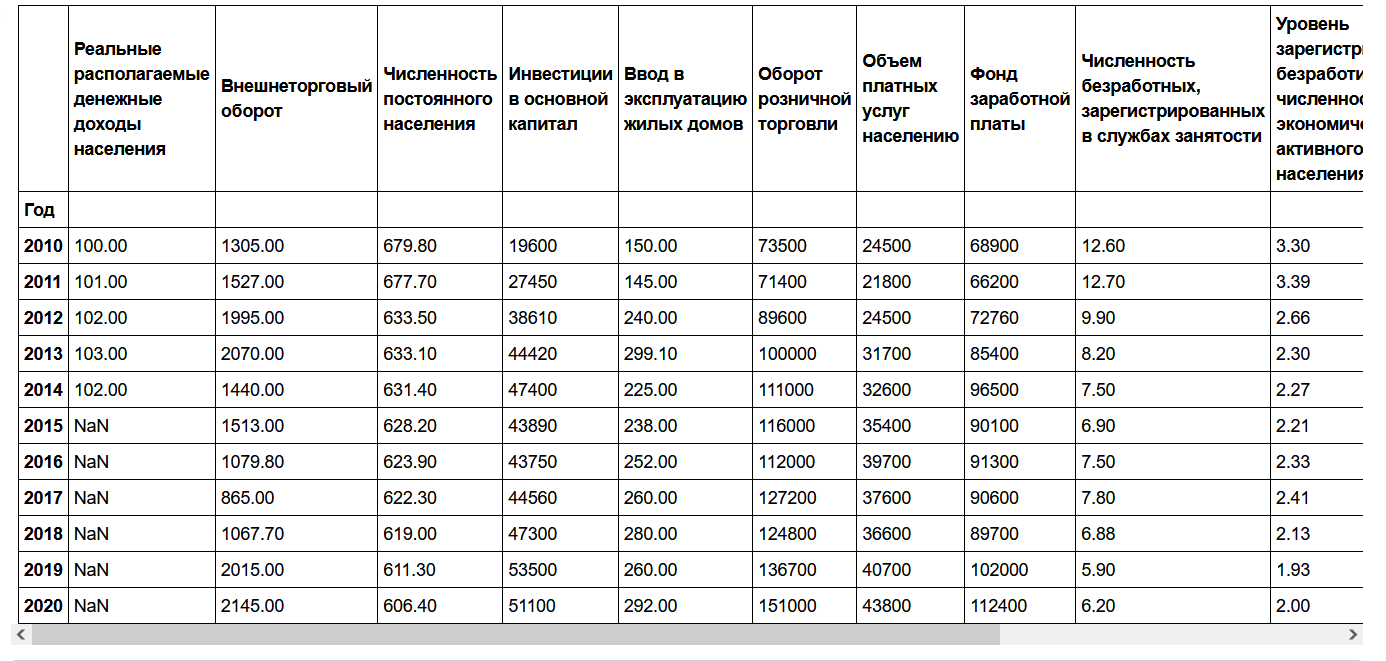 Реальные располагаемые денежные доходы населения | Внешнеторговый оборот | Численность постоянного населения | Инвестиции в основной капитал | Ввод в эксплуатацию жилых домов | Оборот розничной торговли | Объем платных услуг населению | Фонд заработной платы | Численность безработных, зарегистрированных в службах занятости | Уровень активного
Год
2010 100.00 1305.00 679.80 19600 150.00 73500 24500 68900 12.60 3.30
2011 101.00 1527.00 677.70 27450 145.00 71400 21800 66200 12.70 3.39
2012 102.00 1995.00 633.50 38610 240.00 89600 24500 72760 9.90 2.66
2013 103.00 2070.00 633.10 44420 299.10 100000 31700 85400 8.20 2.30
2014 102.00 1440.00 631.40 47400 225.00 111000 32600 96500 7.50 2.27
2015 NaN 1513.00 628.20 43890 238.00 116000 35400 90100 6.90 2.21
2016 NaN 1079.80 623.90 43750 252.00 112000 39700 91300 7.50 2.33
2017 NaN 865.00 622.30 44560 260.00 127200 37600 90600 7.80 2.41
2018 NaN 1067.70 619.00 47300 280.00 124800 36600 89700 6.88 2.13
2019 NaN 2015.00 611.30 53500 260.00 136700 40700 102000 5.90 1.93
2020 NaN 2145.00 606.40 51100 292.00 151000 43800 112400 6.20 2.00